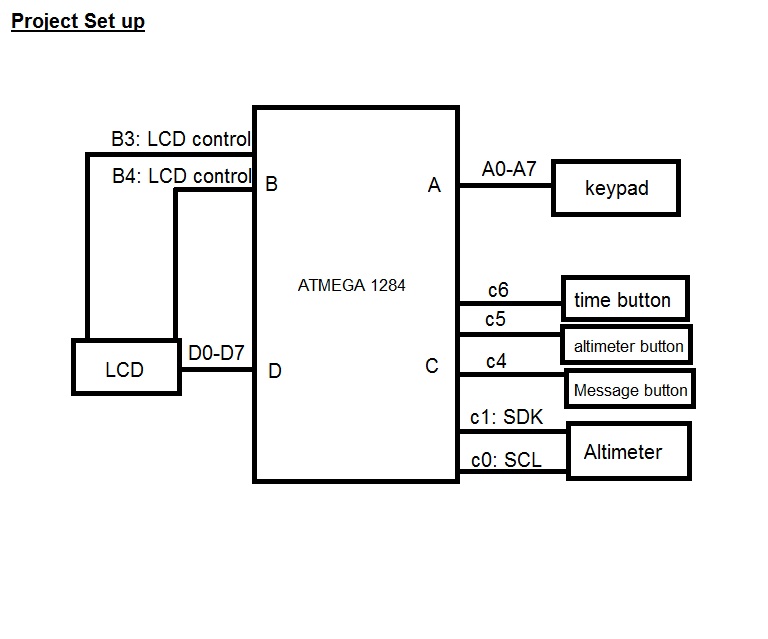 Project Set up
B3: LCD control
B4: LCD control
B
A
A0-A7
keypad
ATMEGA 1284
c6
time button
c5
altimeter button
D0-D7
LCD
D
C
c4
Message button
c1: SDK
c0: SCL
Altimeter